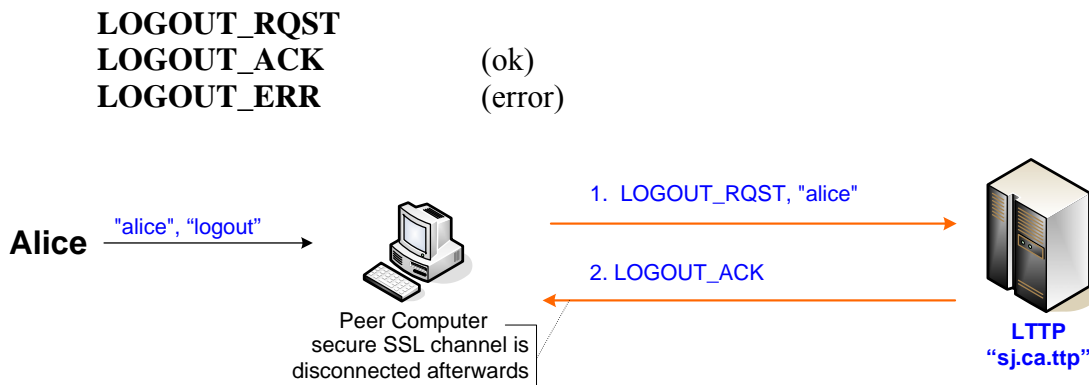 LOGOUT_RQST
LOGOUT_ACK (ok)
LOGOUT_ERR (error)
1. LOGOUT_RQST, "alice"
"alice", “logout”
Alice
2. LOGOUT_ACK
Peer Computer
secure SSL channel is
disconnected afterwards
LTTP
“sj.ca.ttp”